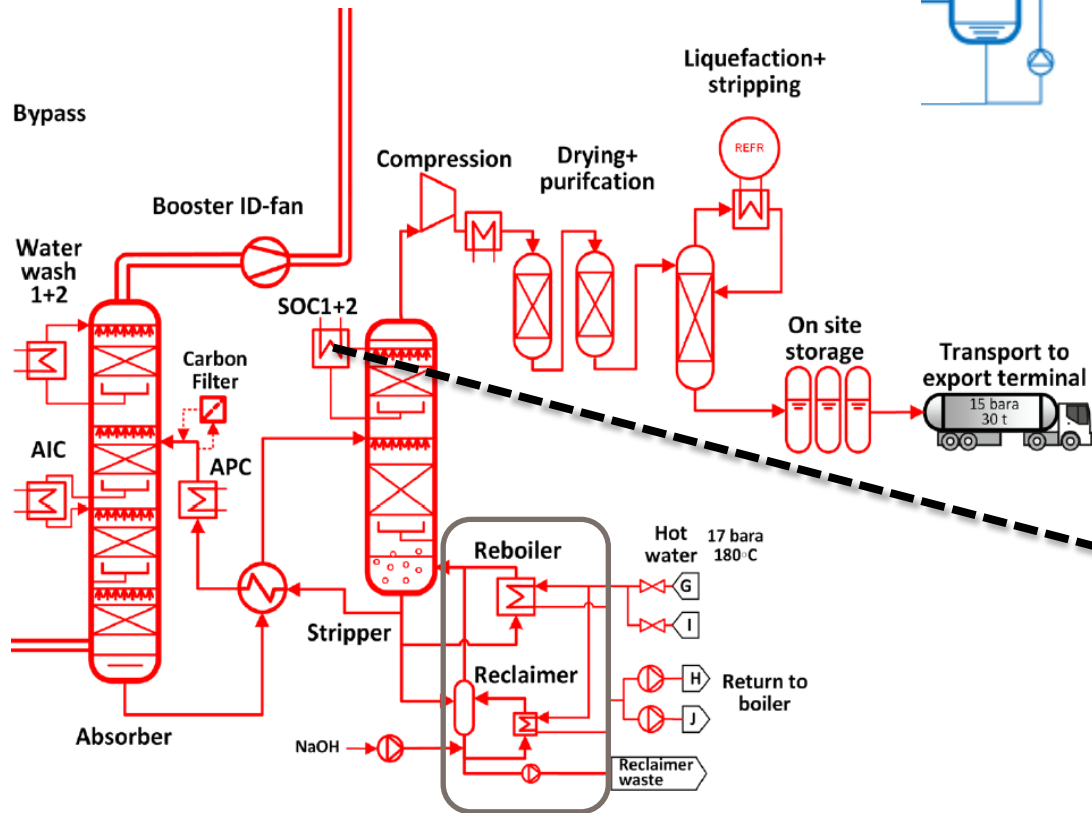 Liquefaction+
stripping
Bypass
REFR
Compression
Drying+
purifcation
Booster ID-fan
Water
wash
1+2
SOC1+2
On site
storage
Transport to
export terminal
Carbon
Filter
15 bara
30 t
AIC
APC
Hot
water
17 bara
180°C
Reboiler
G
I
Stripper
Reclaimer
H
Return to
boiler
J
Absorber
NaOH
Reclaimer
waste